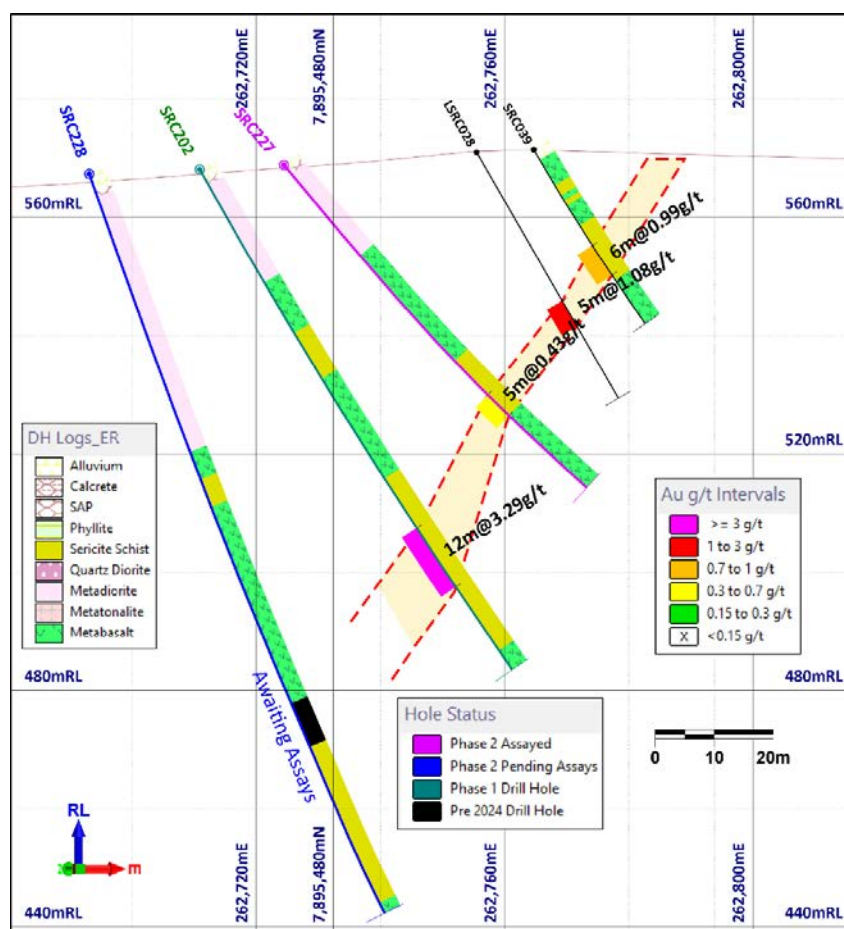 262,720mE
7,895,480mN
262,760mE
262,800mE
SRC228
SRC202
SRC227
LSRC028
SRC039
560mRL
560mRL
6m@0.99g/t
5m@1.08g/t
5m@0.43g/t
12m@3.29g/t
520mRL
520mRL
DH Logs_ER
Alluvium
Calcrete
SAP
Phyllite
Sericite Schist
Quartz Diorite
Metadiorite
Metatonalite
Metabasalt
Au g/t Intervals
>= 3 g/t
1 to 3 g/t
0.7 to 1 g/t
0.3 to 0.7 g/t
0.15 to 0.3 g/t
X <0.15 g/t
480mRL
480mRL
Awaiting Assays
Hole Status
Phase 2 Assayed
Phase 2 Pending Assays
Phase 1 Drill Hole
Pre 2024 Drill Hole
0 10 20m
RL
E
262,720mE
7,895,480mN
262,760mE
262,800mE
440mRL
440mRL